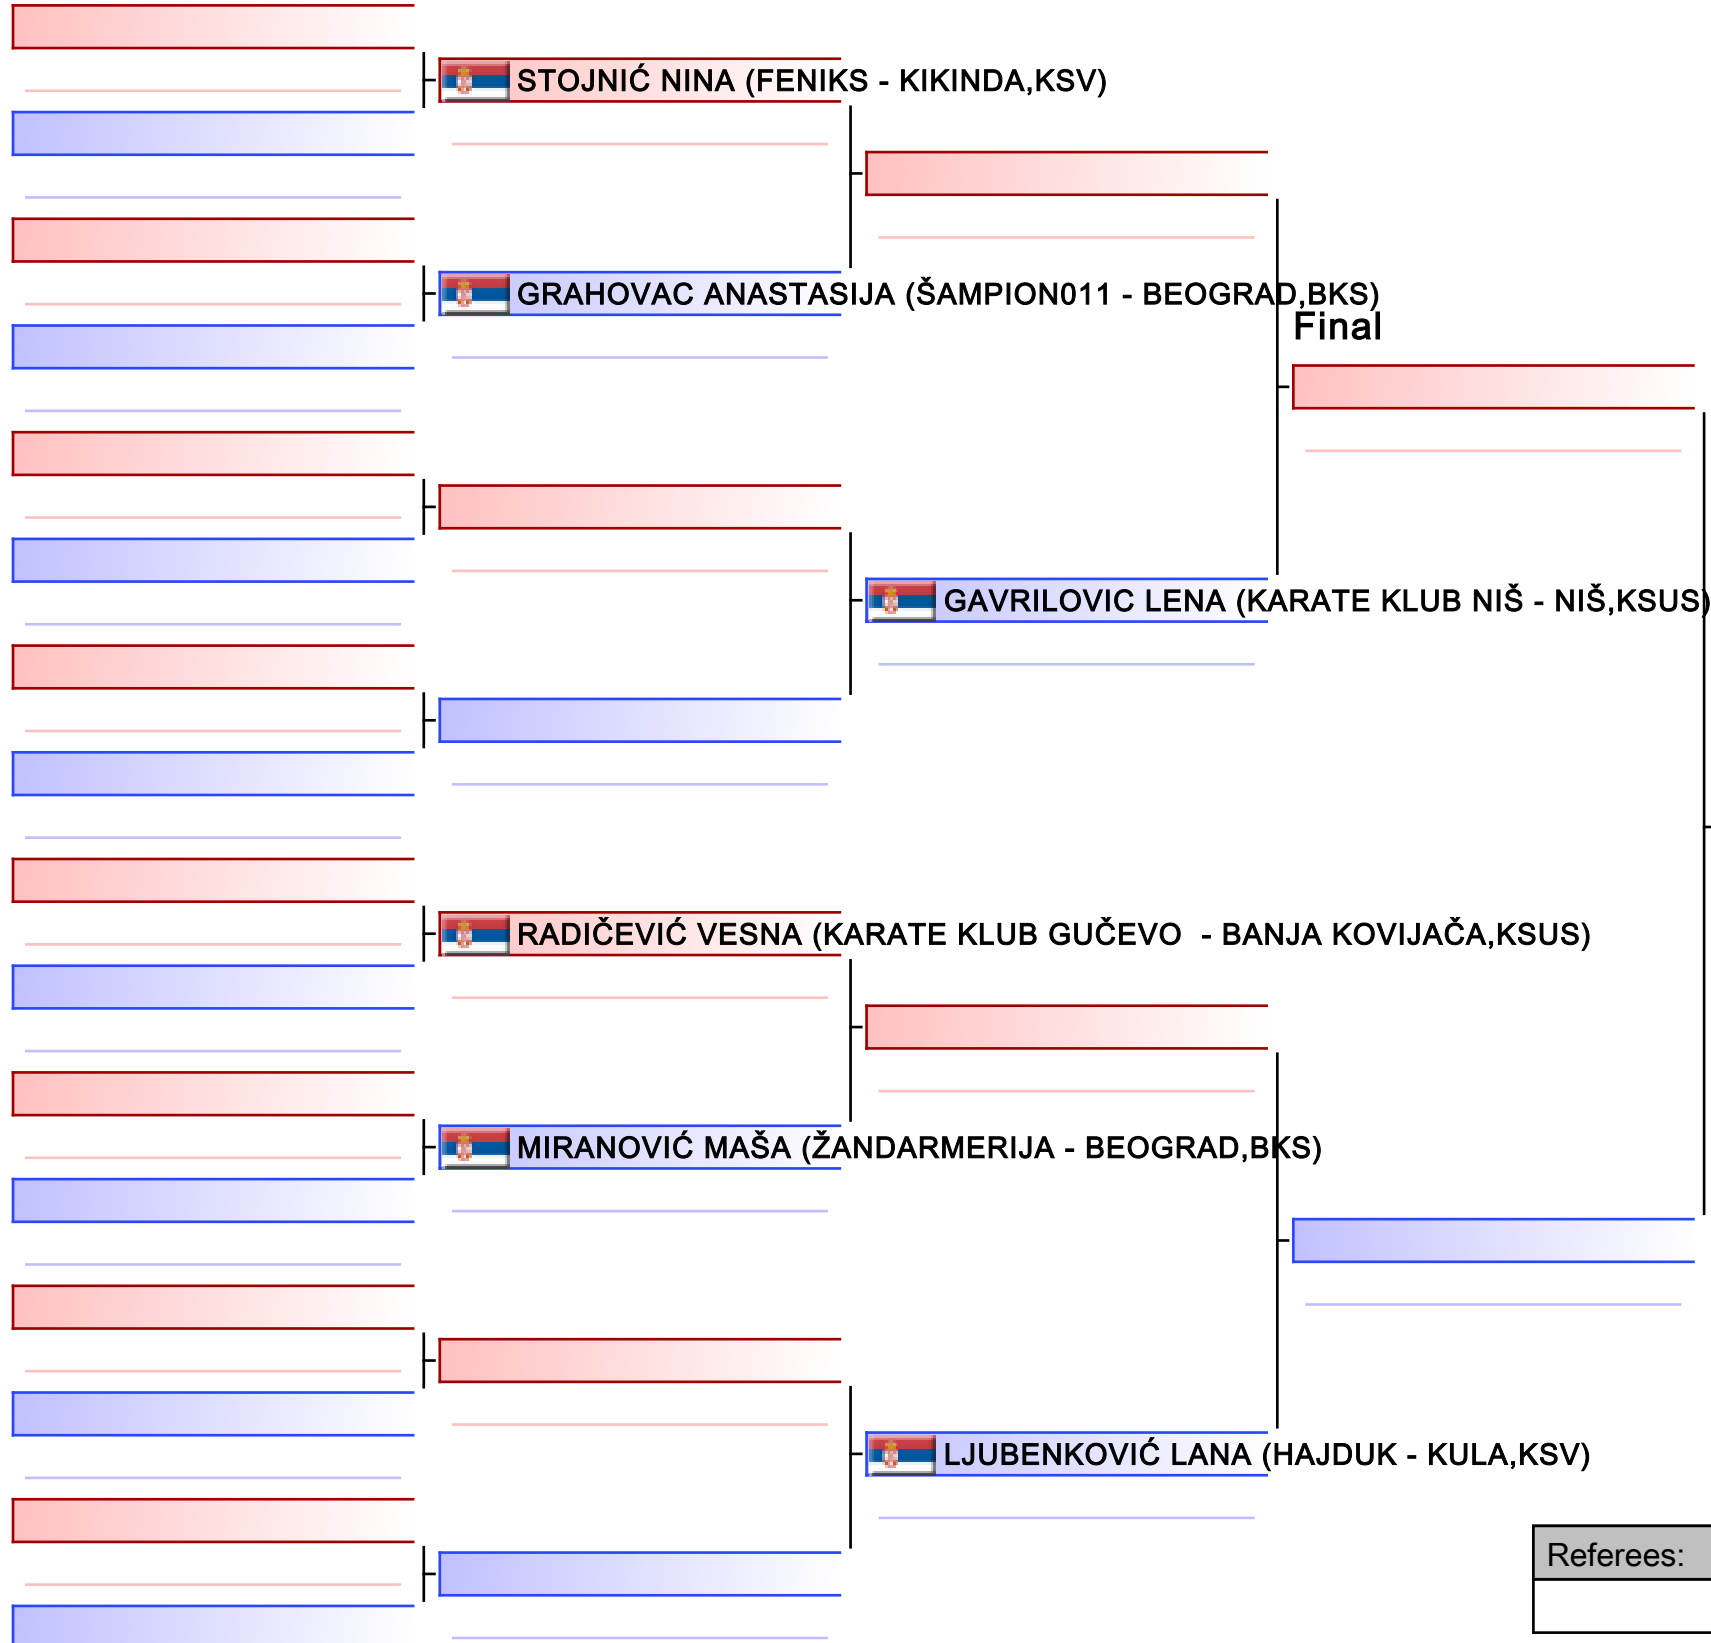 STOJNIĆ NINA (FENIKS - KIKINDA,KSV)
GRAHOVAC ANASTASIJA (ŠAMPION011 - BEOGRAD,BKS)
Final
GAVRILOVIC LENA (KARATE KLUB NIŠ - NIŠ,KSUS)
RADIČEVIĆ VESNA (KARATE KLUB GUČEVO  - BANJA KOVIJAČA,KSUS)
MIRANOVIĆ MAŠA (ŽANDARMERIJA - BEOGRAD,BKS)
LJUBENKOVIĆ LANA (HAJDUK - KULA,KSV)
Referees: